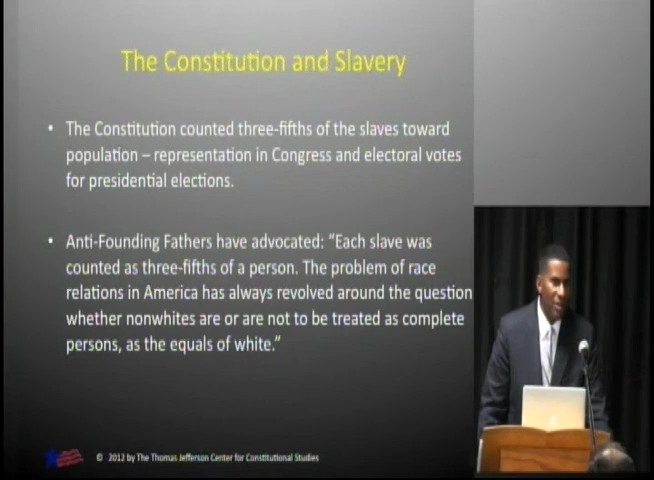 The Constitution and Slavery
• The Constitution counted three-fifths of the slaves toward
population – representation in Congress and electoral votes
for presidential elections.
• Anti-Founding Fathers have advocated: “Each slave was
counted as three-fifths of a person. The problem of race
relations in America has always revolved around the question
whether nonwhites are or are not to be treated as complete
persons, as the equals of white.”
© 2012 by The Thomas Jefferson Center for Constitutional Studies